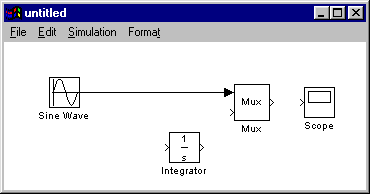 untitled
File Edit Simulation Format
Sine Wave
Mux
Mux
Scope
1
s
Integrator